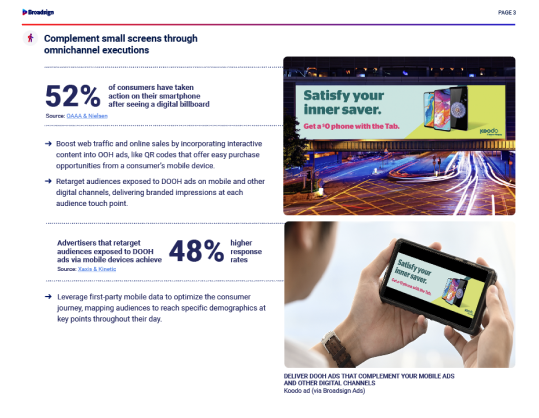 Broadsign
PAGE 3
Complement small screens through
omnichannel executions
52%
of consumers have taken
action on their smartphone
after seeing a digital billboard
Source: OAAA & Nielsen
→ Boost web traffic and online sales by incorporating interactive
content into OOH ads, like QR codes that offer easy purchase
opportunities from a consumer's mobile device.
→ Retarget audiences exposed to DOOH ads on mobile and other
digital channels, delivering branded impressions at each
audience touch point.
Advertisers that retarget
audiences exposed to DOOH
ads via mobile devices achieve
48%
higher
response
rates
Source: Xaxis & Kinetic
→ Leverage first-party mobile data to optimize the consumer
journey, mapping audiences to reach specific demographics at
key points throughout their day.
Satisfy your
inner saver.
Get a $0 phone with the Tab.
koodo
Satisfy your
inner saver.
Get a $0 phone with the Tab.
DELIVER DOOH ADS THAT COMPLEMENT YOUR MOBILE ADS
AND OTHER DIGITAL CHANNELS
Koodo ad (via Broadsign Ads)